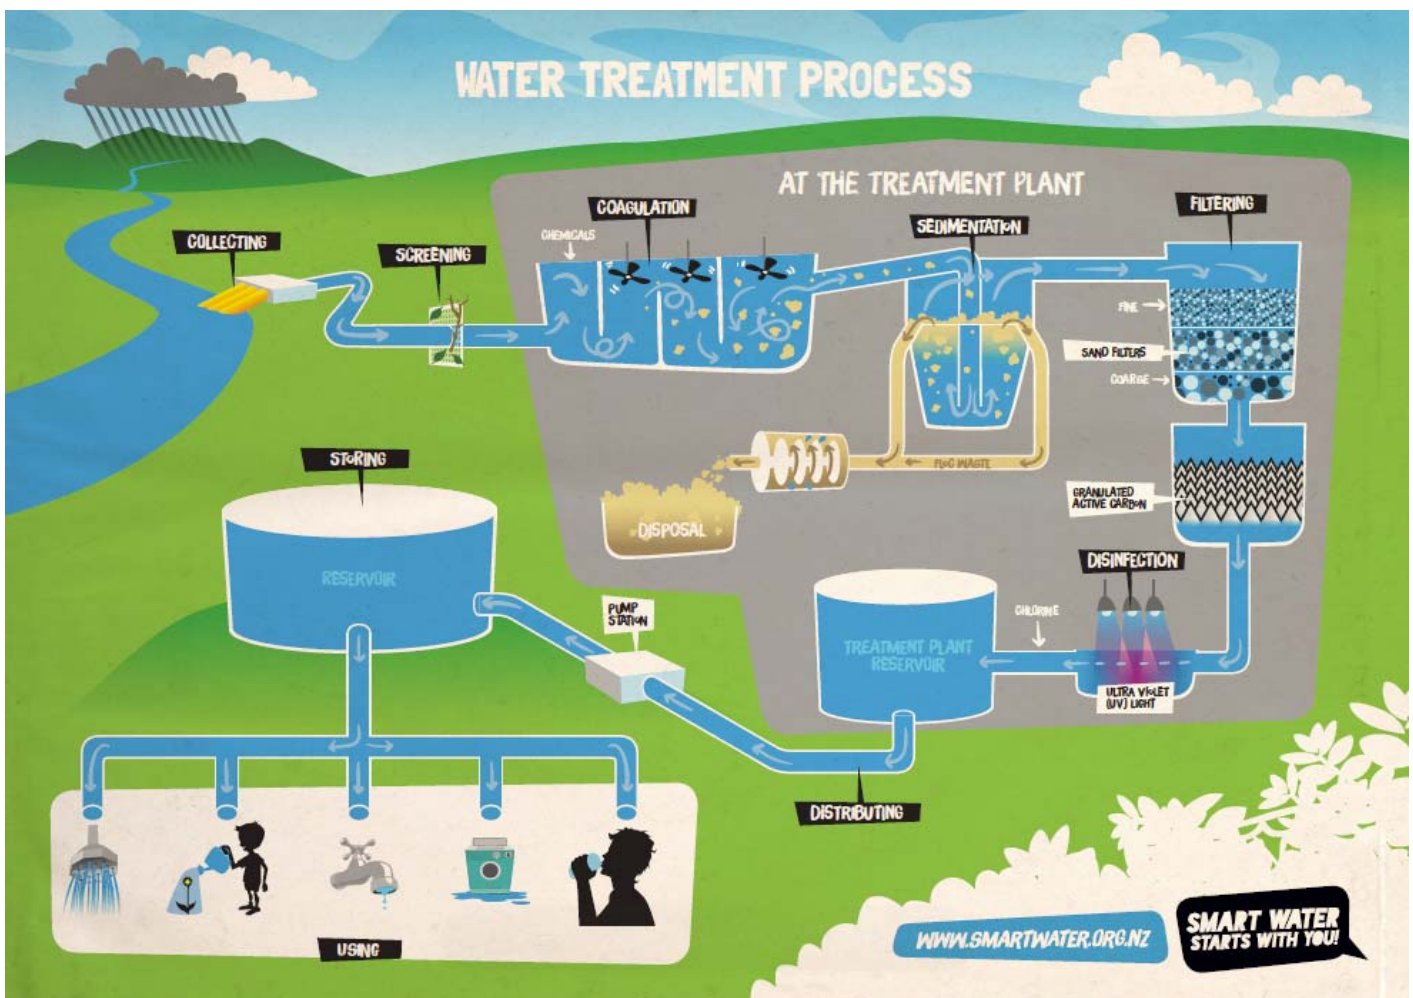 WATER TREATMENT PROCESS
AT THE TREATMENT PLANT
COLLECTING
SCREENING
CHEMICALS
COAGULATION
SEDIMENTATION
FILTERING
FINE
SAND FILTERS
COARSE
FLOC WASTE
DISPOSAL
GRANULATED
ACTIVE CARBON
DISINFECTION
ULTRA VIOLET
(UV) LIGHT
CHLORINE
TREATMENT PLANT
RESERVOIR
DISTRIBUTING
PUMP
STATION
STORING
RESERVOIR
USING
WWW.SMARTWATER.ORG.NZ
SMART WATER
STARTS WITH YOU!